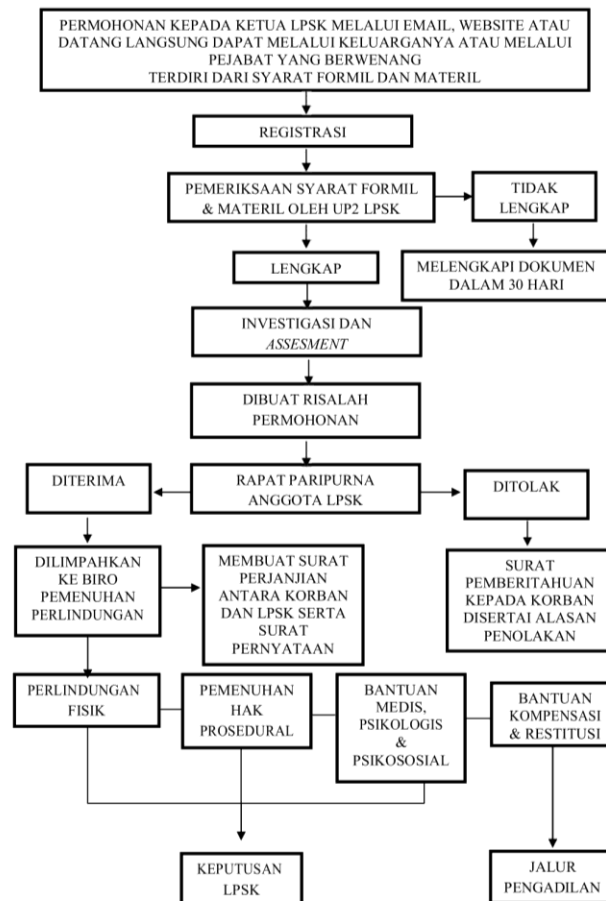 PERMOHONAN KEPADA KETUA LPSK MELALUI EMAIL, WEBSITE ATAU
DATANG LANGSUNG DAPAT MELALUI KELUARGANYA ATAU MELALUI
PEJABAT YANG BERWENANG
TERDIRI DARI SYARAT FORMIL DAN MATERIL
REGISTRASI
PEMERIKSAAN SYARAT FORMIL
& MATERIL OLEH UP2 LPSK
TIDAK
LENGKAP
LENGKAP
MELENGKAPI DOKUMEN
DALAM 30 HARI
INVESTIGASI DAN
ASSESMENT
DIBUAT RISALAH
PERMOHONAN
DITERIMA
RAPAT PARIPURNA
ANGGOTA LPSK
DITOLAK
DILIMPAHKAN
KE BIRO
PEMENUHAN
PERLINDUNGAN
MEMBUAT SURAT
PERJANJIAN
ANTARA KORBAN
DAN LPSK SERTA
SURAT
PERNYATAAN
SURAT
PEMBERITAHUAN
KEPADA KORBAN
DISERTAI ALASAN
PENOLAKAN
PERLINDUNGAN
FISIK
PEMENUHAN
HAK
PROSEDURAL
BANTUAN
MEDIS,
PSIKOLOGIS
&
PSIKOSOSIAL
BANTUAN
KOMPENSASI
& RESTITUSI
KEPUTUSAN
LPSK
JALUR
PENGADILAN